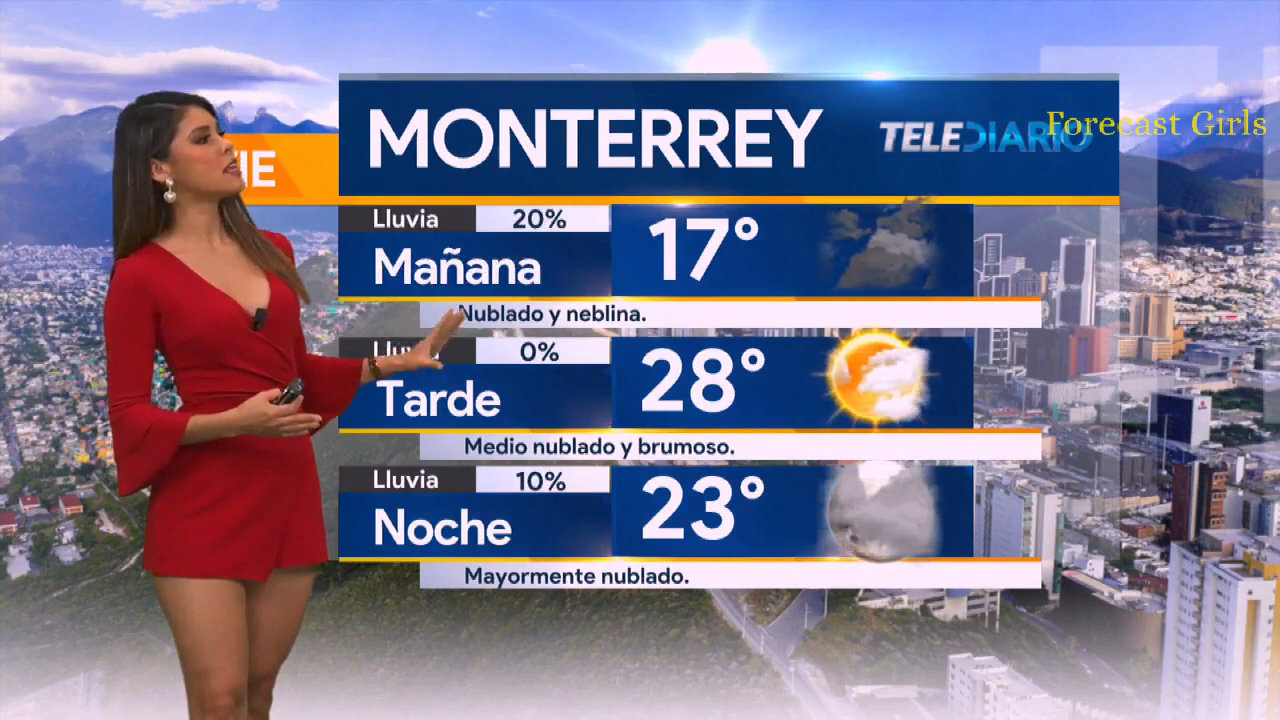 MONTERREY
TELEDIARIO
Forecast Girls
Lluvia 20%
Mañana 17°
Nublado y neblina.
0%
Tarde 28°
Medio nublado y brumoso.
Lluvia 10%
Noche 23°
Mayormente nublado.